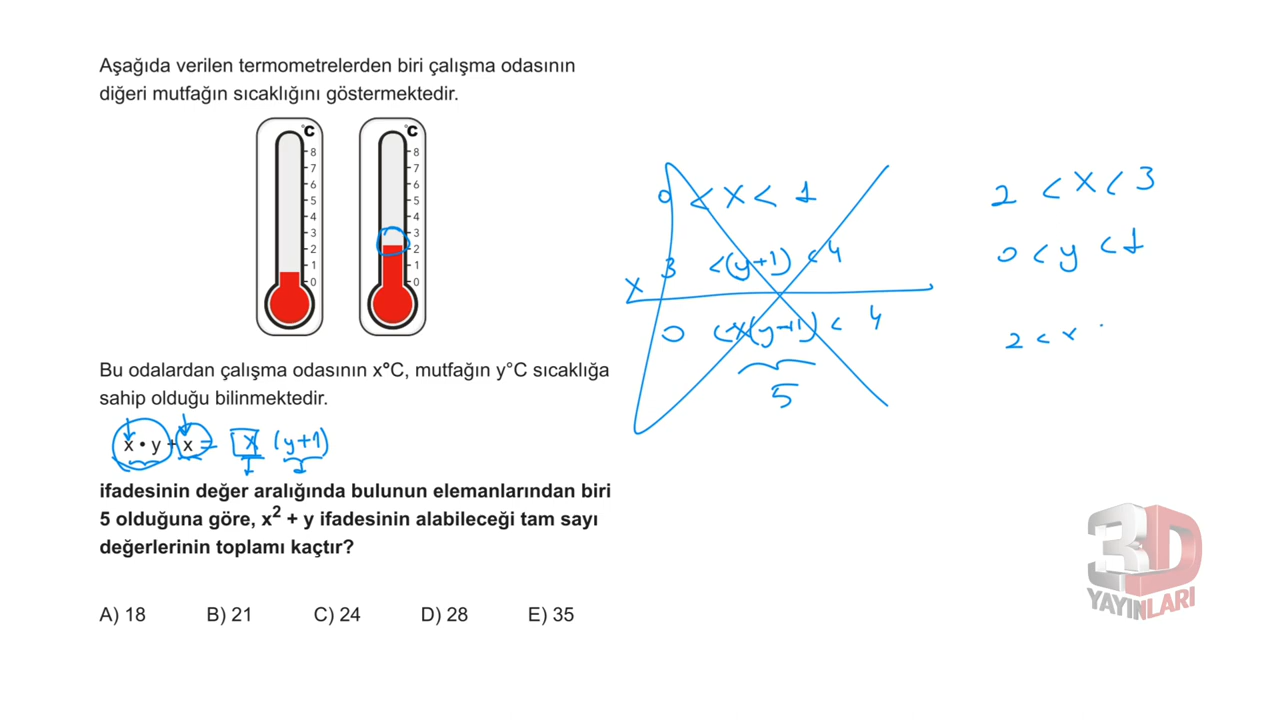 Aşağıda verilen termometrelerden biri çalışma odasının
diğeri mutfağın sıcaklığını göstermektedir.
°C °C
8 8
7 7
6 6
5 5
4 4
3 3
2 2
1 1
0 0
Bu odalardan çalışma odasının x°C, mutfağın y°C sıcaklığa
sahip olduğu bilinmektedir.
x • y + x = x (y+1)
1 1
ifadesinin değer aralığında bulunun elemanlarından biri
5 olduğuna göre, x² + y ifadesinin alabileceği tam sayı
değerlerinin toplamı kaçtır?
A) 18 B) 21 C) 24 D) 28 E) 35
0 < x < 1
3 < (y+1) < 4
x
0 < x(y+1) < 4
5
2 < x < 3
0 < y < 1
2 < x
3D
YAYINLARI